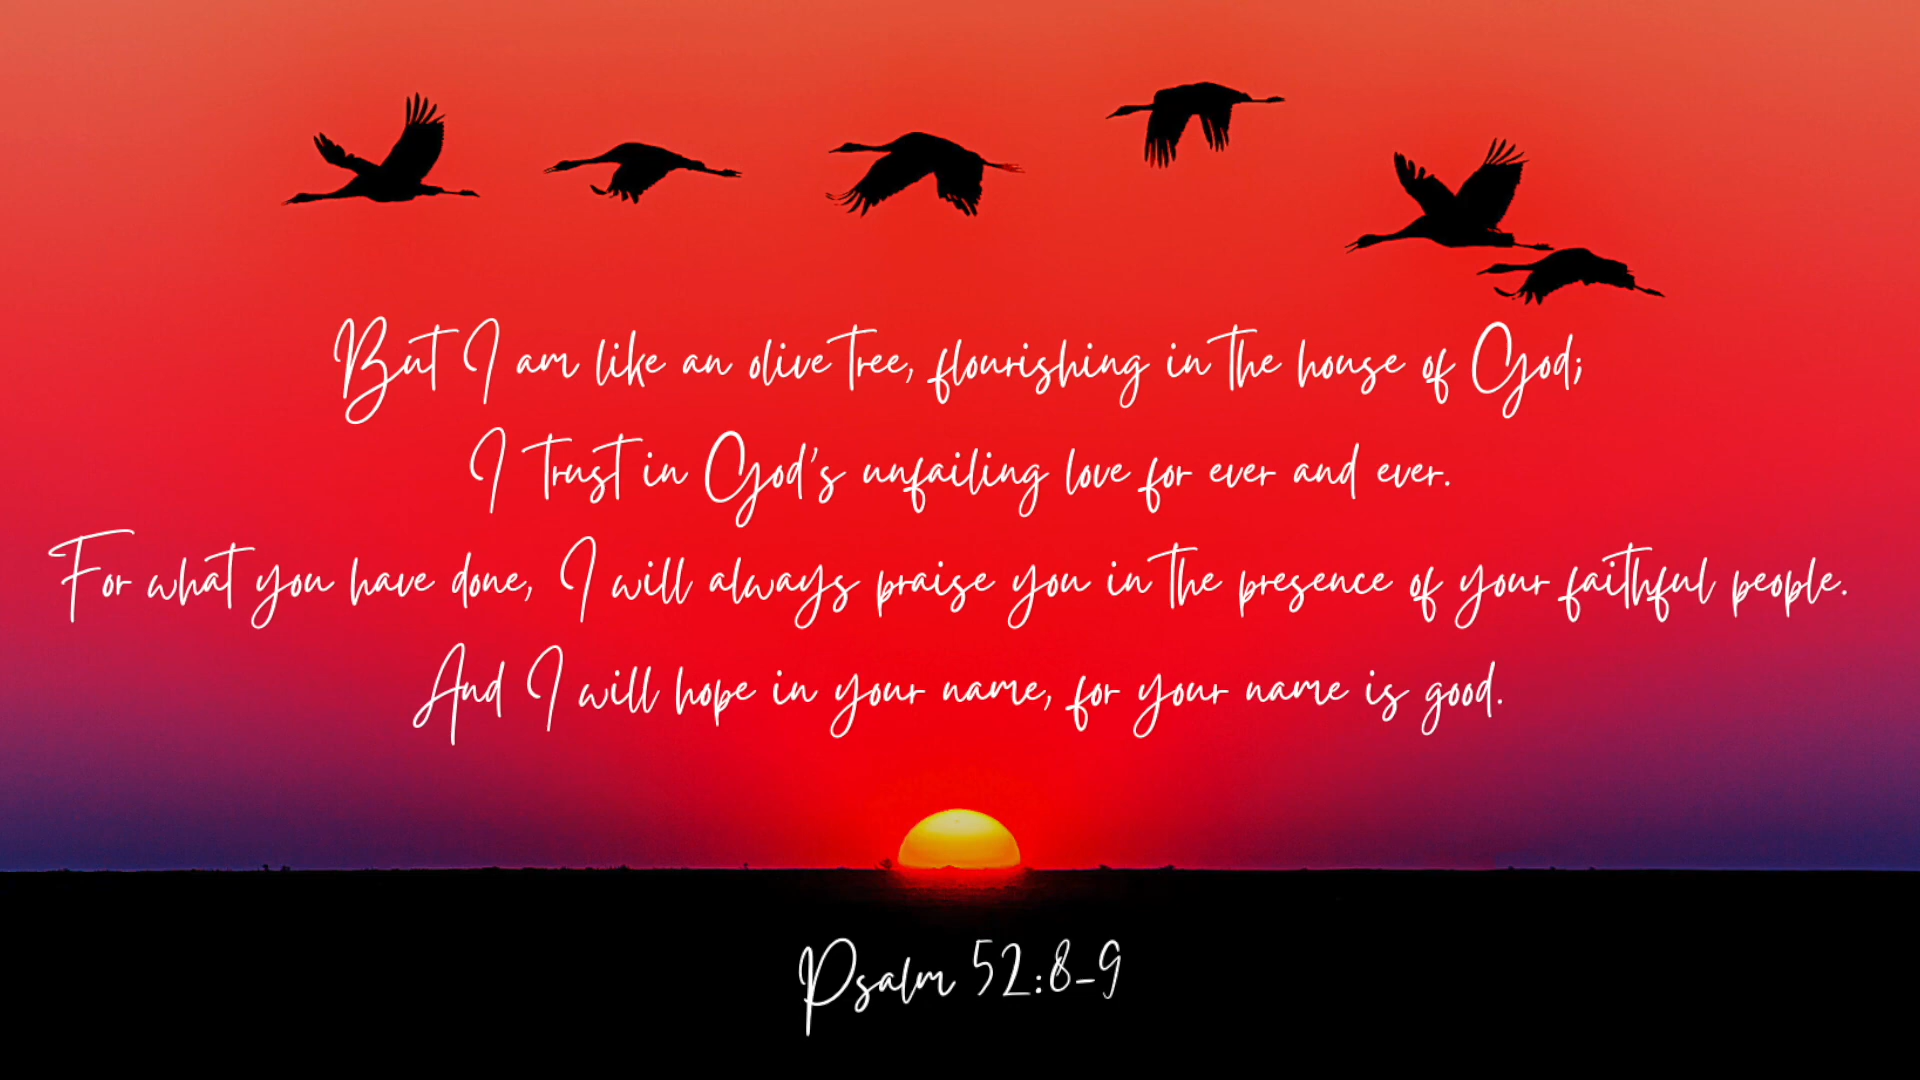 But I am like an olive tree, flourishing in the house of God;
I trust in God's unfailing love for ever and ever.
For what you have done, I will always praise you in the presence of your faithful people.
And I will hope in your name, for your name is good.
Psalm 52:8-9